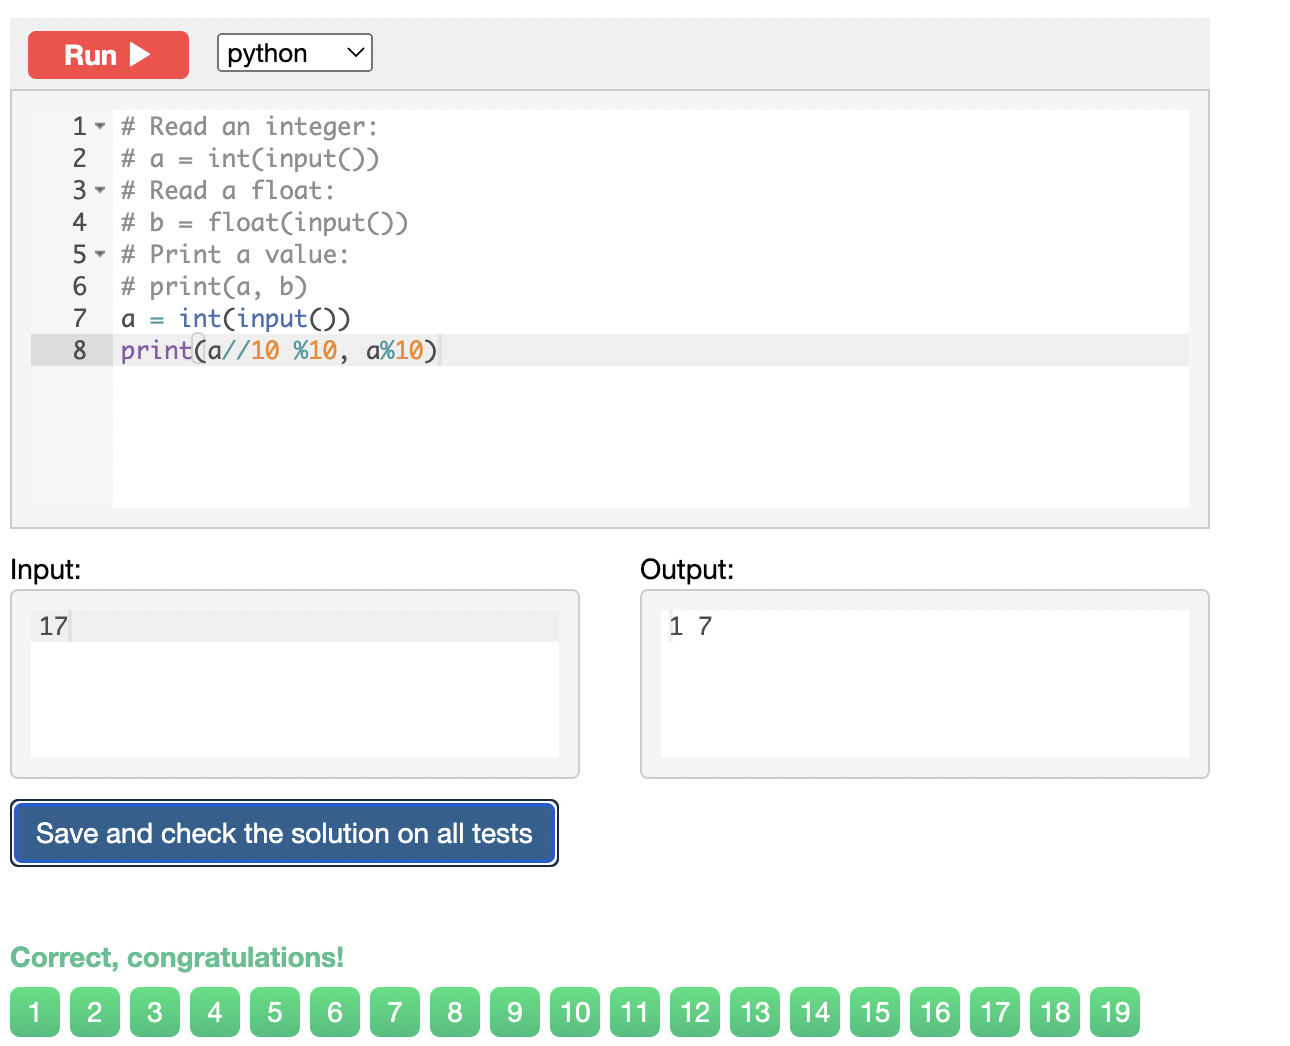 Run
python
1 # Read an integer:
2 # a = int(input())
3 # Read a float:
4 # b = float(input())
5 # Print a value:
6 # print(a, b)
7 a = int(input())
8 print(a//10 %10, a%10)
Input:
Output:
17
1 7
Save and check the solution on all tests
Correct, congratulations!
1 2 3 4 5 6 7 8 9 10 11 12 13 14 15 16 17 18 19